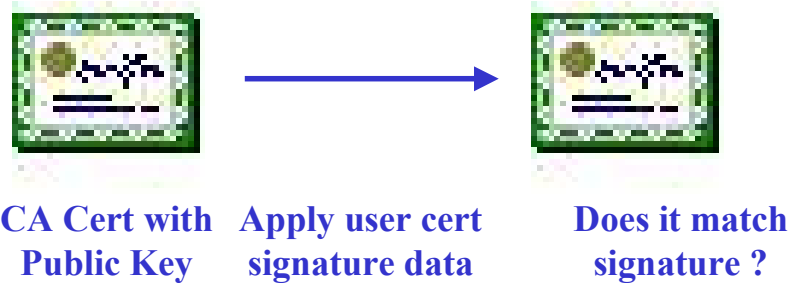 CA Cert with
Public Key
Apply user cert
signature data
Does it match
signature ?